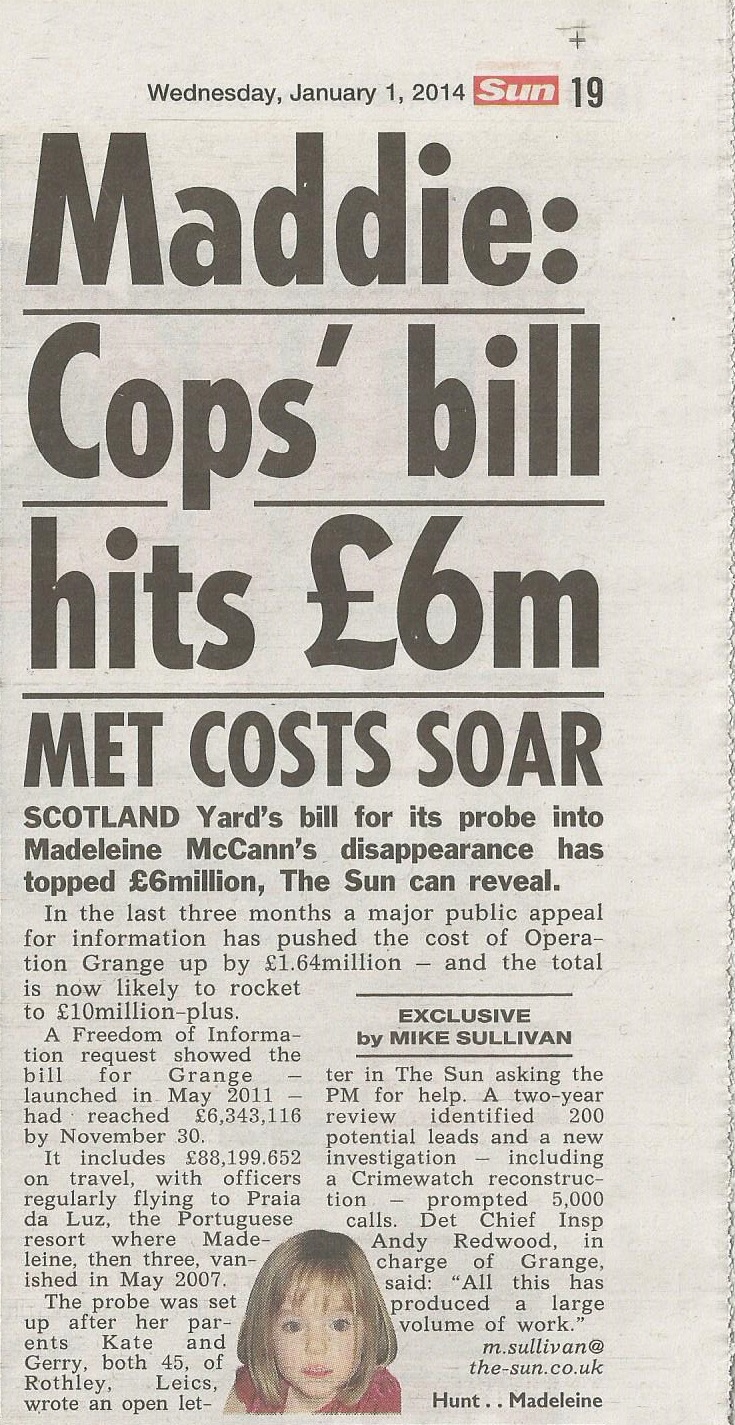 Wednesday, January 1, 2014 Sun 19
Maddie:
Cops’ bill
hits £6m
MET COSTS SOAR
SCOTLAND Yard’s bill for its probe into
Madeleine McCann’s disappearance has
topped £6million, The Sun can reveal.
In the last three months a major public appeal
for information has pushed the cost of Opera-
tion Grange up by £1.64million — and the total
is now likely to rocket
to £10million-plus.
A Freedom of Informa-
tion request showed the
bill for Grange —
launched in May 2011 —
had reached £6,343,116
by November 30.
It includes £88,199.652
on travel, with officers
regularly flying to Praia
da Luz, the Portuguese
resort where Made-
leine, then three, van-
ished in May 2007.
The probe was set
up after her par-
ents Kate and
Gerry, both 45, of
Rothley, Leics,
wrote an open let-
EXCLUSIVE
by MIKE SULLIVAN
ter in The Sun asking the
PM for help. A two-year
review identified 200
potential leads and a new
investigation — including
a Crimewatch reconstruc-
tion — prompted 5,000
calls. Det Chief Insp
Andy Redwood, in
charge of Grange,
said: “All this has
produced a large
volume of work.”
m.sullivan@
the-sun.co.uk
Hunt . . Madeleine